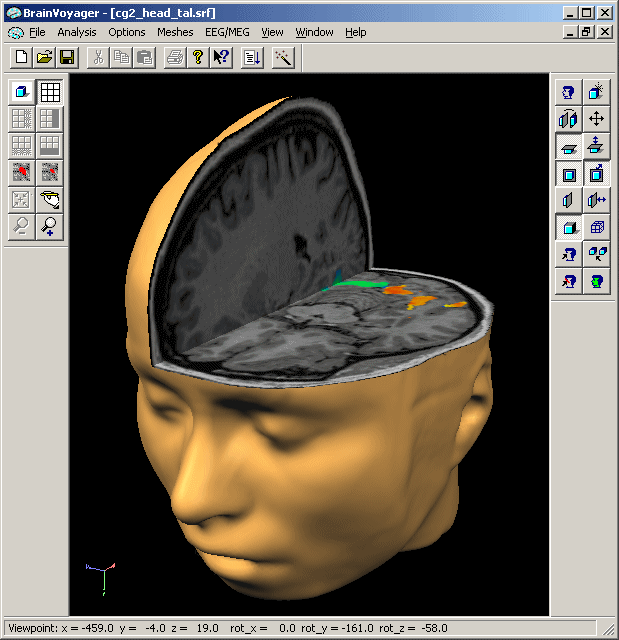 BrainVoyager - [cg2_head_tal.srf]
File Analysis Options Meshes EEG/MEG View Window Help
Viewpoint: x = -459.0 y = -4.0 z = 19.0 rot_x = 0.0 rot_y = -161.0 rot_z = -58.0